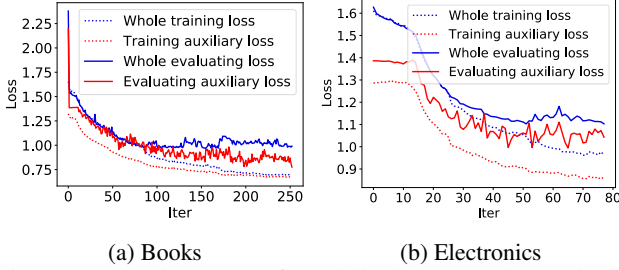 2.25
2.00
1.75
1.50
1.25
1.00
0.75
Loss
0 50 100 150 200 250
Iter
Whole training loss
Training auxiliary loss
Whole evaluating loss
Evaluating auxiliary loss
(a) Books
1.6
1.5
1.4
1.3
1.2
1.1
1.0
0.9
Loss
0 10 20 30 40 50 60 70 80
Iter
Whole training loss
Training auxiliary loss
Whole evaluating loss
Evaluating auxiliary loss
(b) Electronics